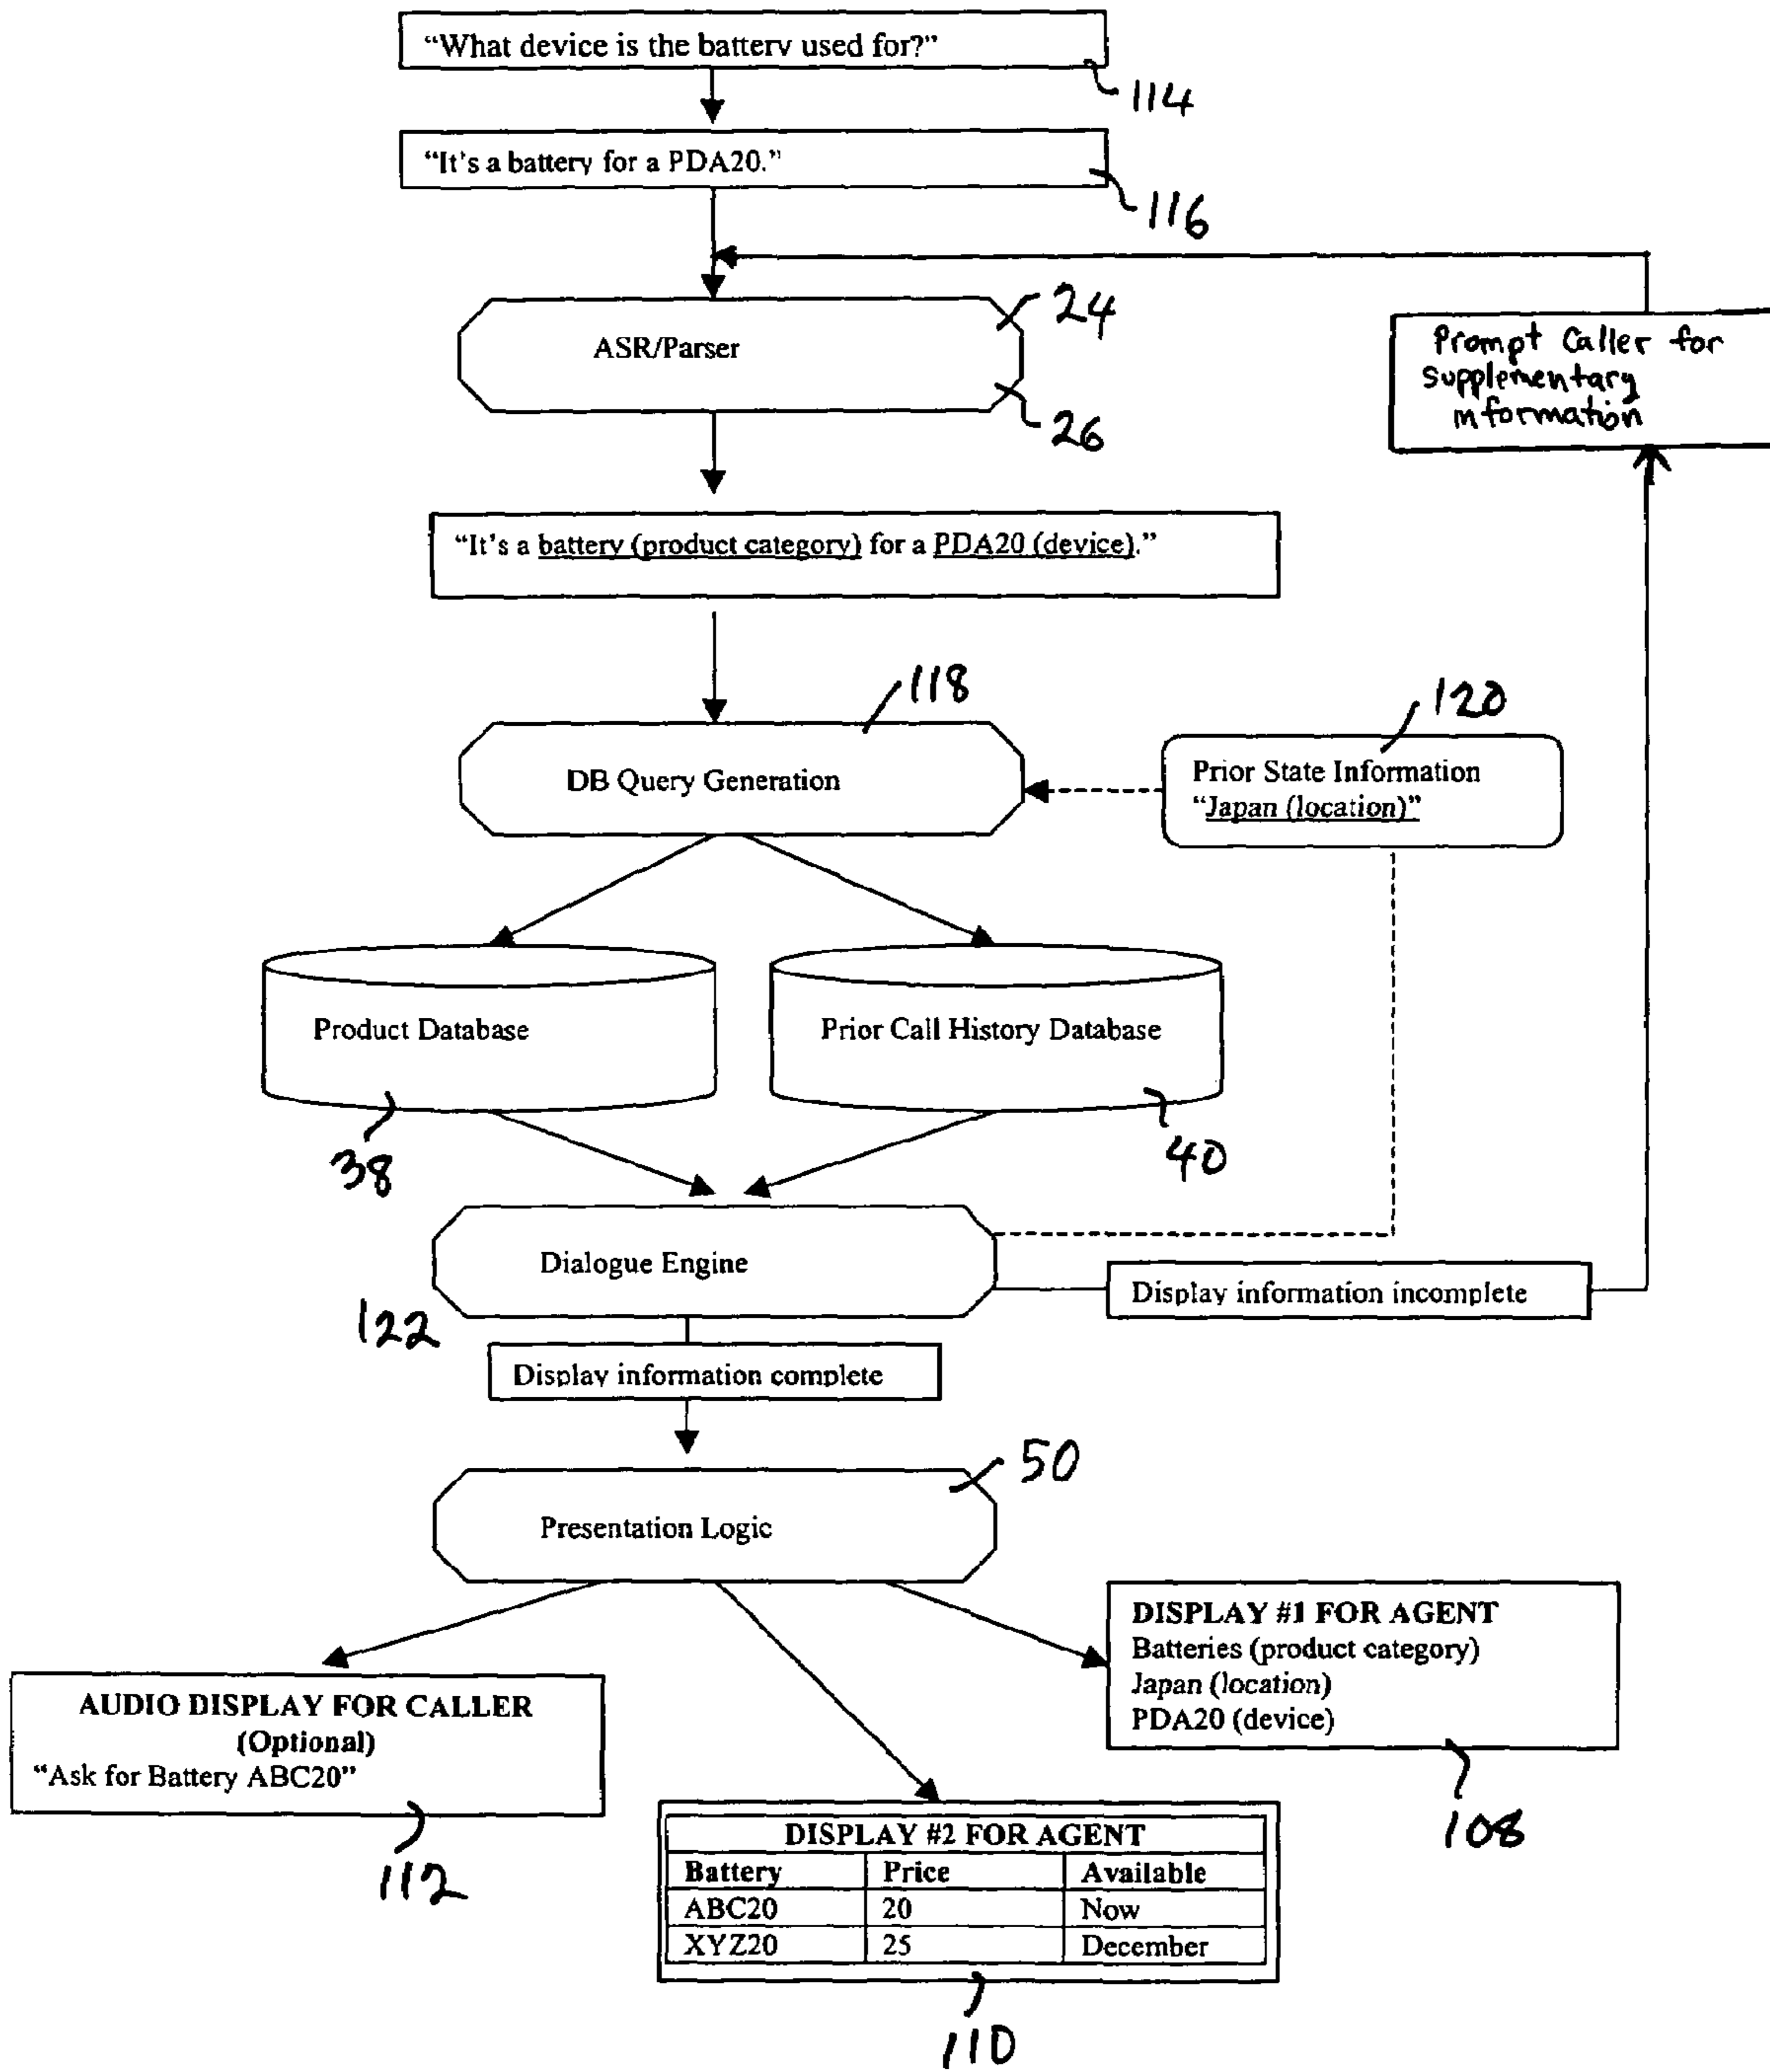 “What device is the battery used for?”
114
“It’s a battery for a PDA20.”
116
24
ASR/Parser
26
Prompt Caller for
supplementary
information
“It’s a battery (product category) for a PDA20 (device).”
118
DB Query Generation
120
Prior State Information
“Japan (location)”
Product Database
38
Prior Call History Database
40
Dialogue Engine
122
Display information incomplete
Display information complete
50
Presentation Logic
AUDIO DISPLAY FOR CALLER
(Optional)
“Ask for Battery ABC20”
112
DISPLAY #1 FOR AGENT
Batteries (product category)
Japan (location)
PDA20 (device)
108
DISPLAY #2 FOR AGENT
Battery Price Available
ABC20 20 Now
XYZ20 25 December
110